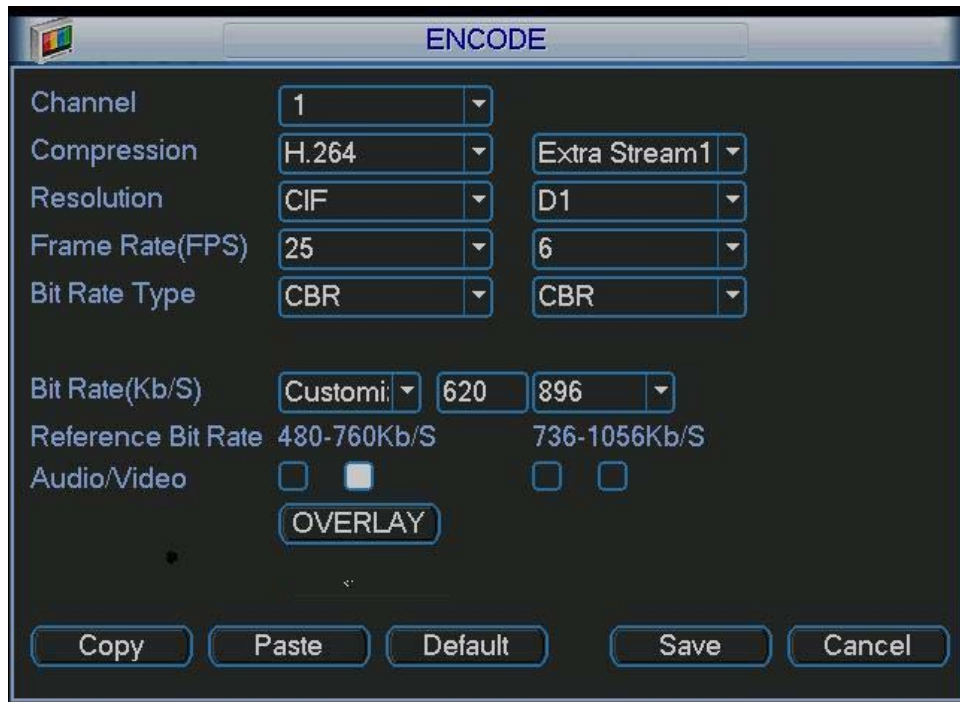 ENCODE
Channel 1
Compression H.264 Extra Stream1
Resolution CIF D1
Frame Rate(FPS) 25 6
Bit Rate Type CBR CBR
Bit Rate(Kb/S) Customi: 620 896
Reference Bit Rate 480-760Kb/S 736-1056Kb/S
Audio/Video
OVERLAY
Copy Paste Default Save Cancel